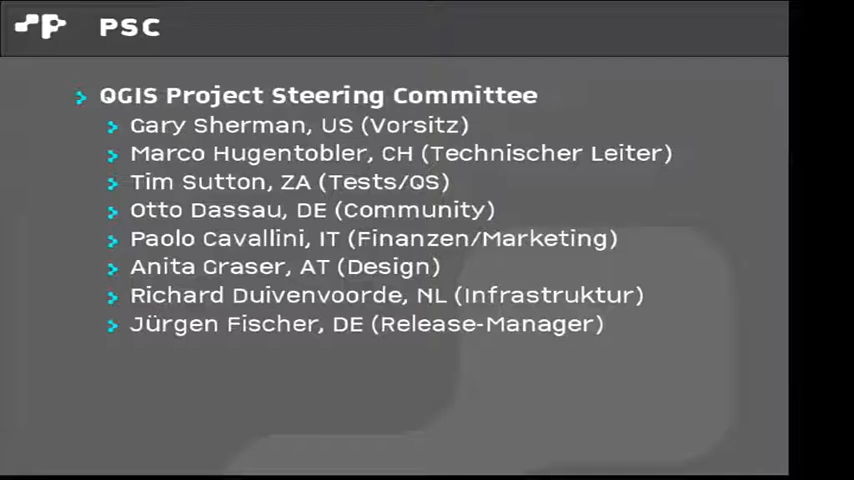 PSC
QGIS Project Steering Committee
Gary Sherman, US (Vorsitz)
Marco Hugentobler, CH (Technischer Leiter)
Tim Sutton, ZA (Tests/QS)
Otto Dassau, DE (Community)
Paolo Cavallini, IT (Finanzen/Marketing)
Anita Graser, AT (Design)
Richard Duivenvoorde, NL (Infrastruktur)
Jürgen Fischer, DE (Release-Manager)